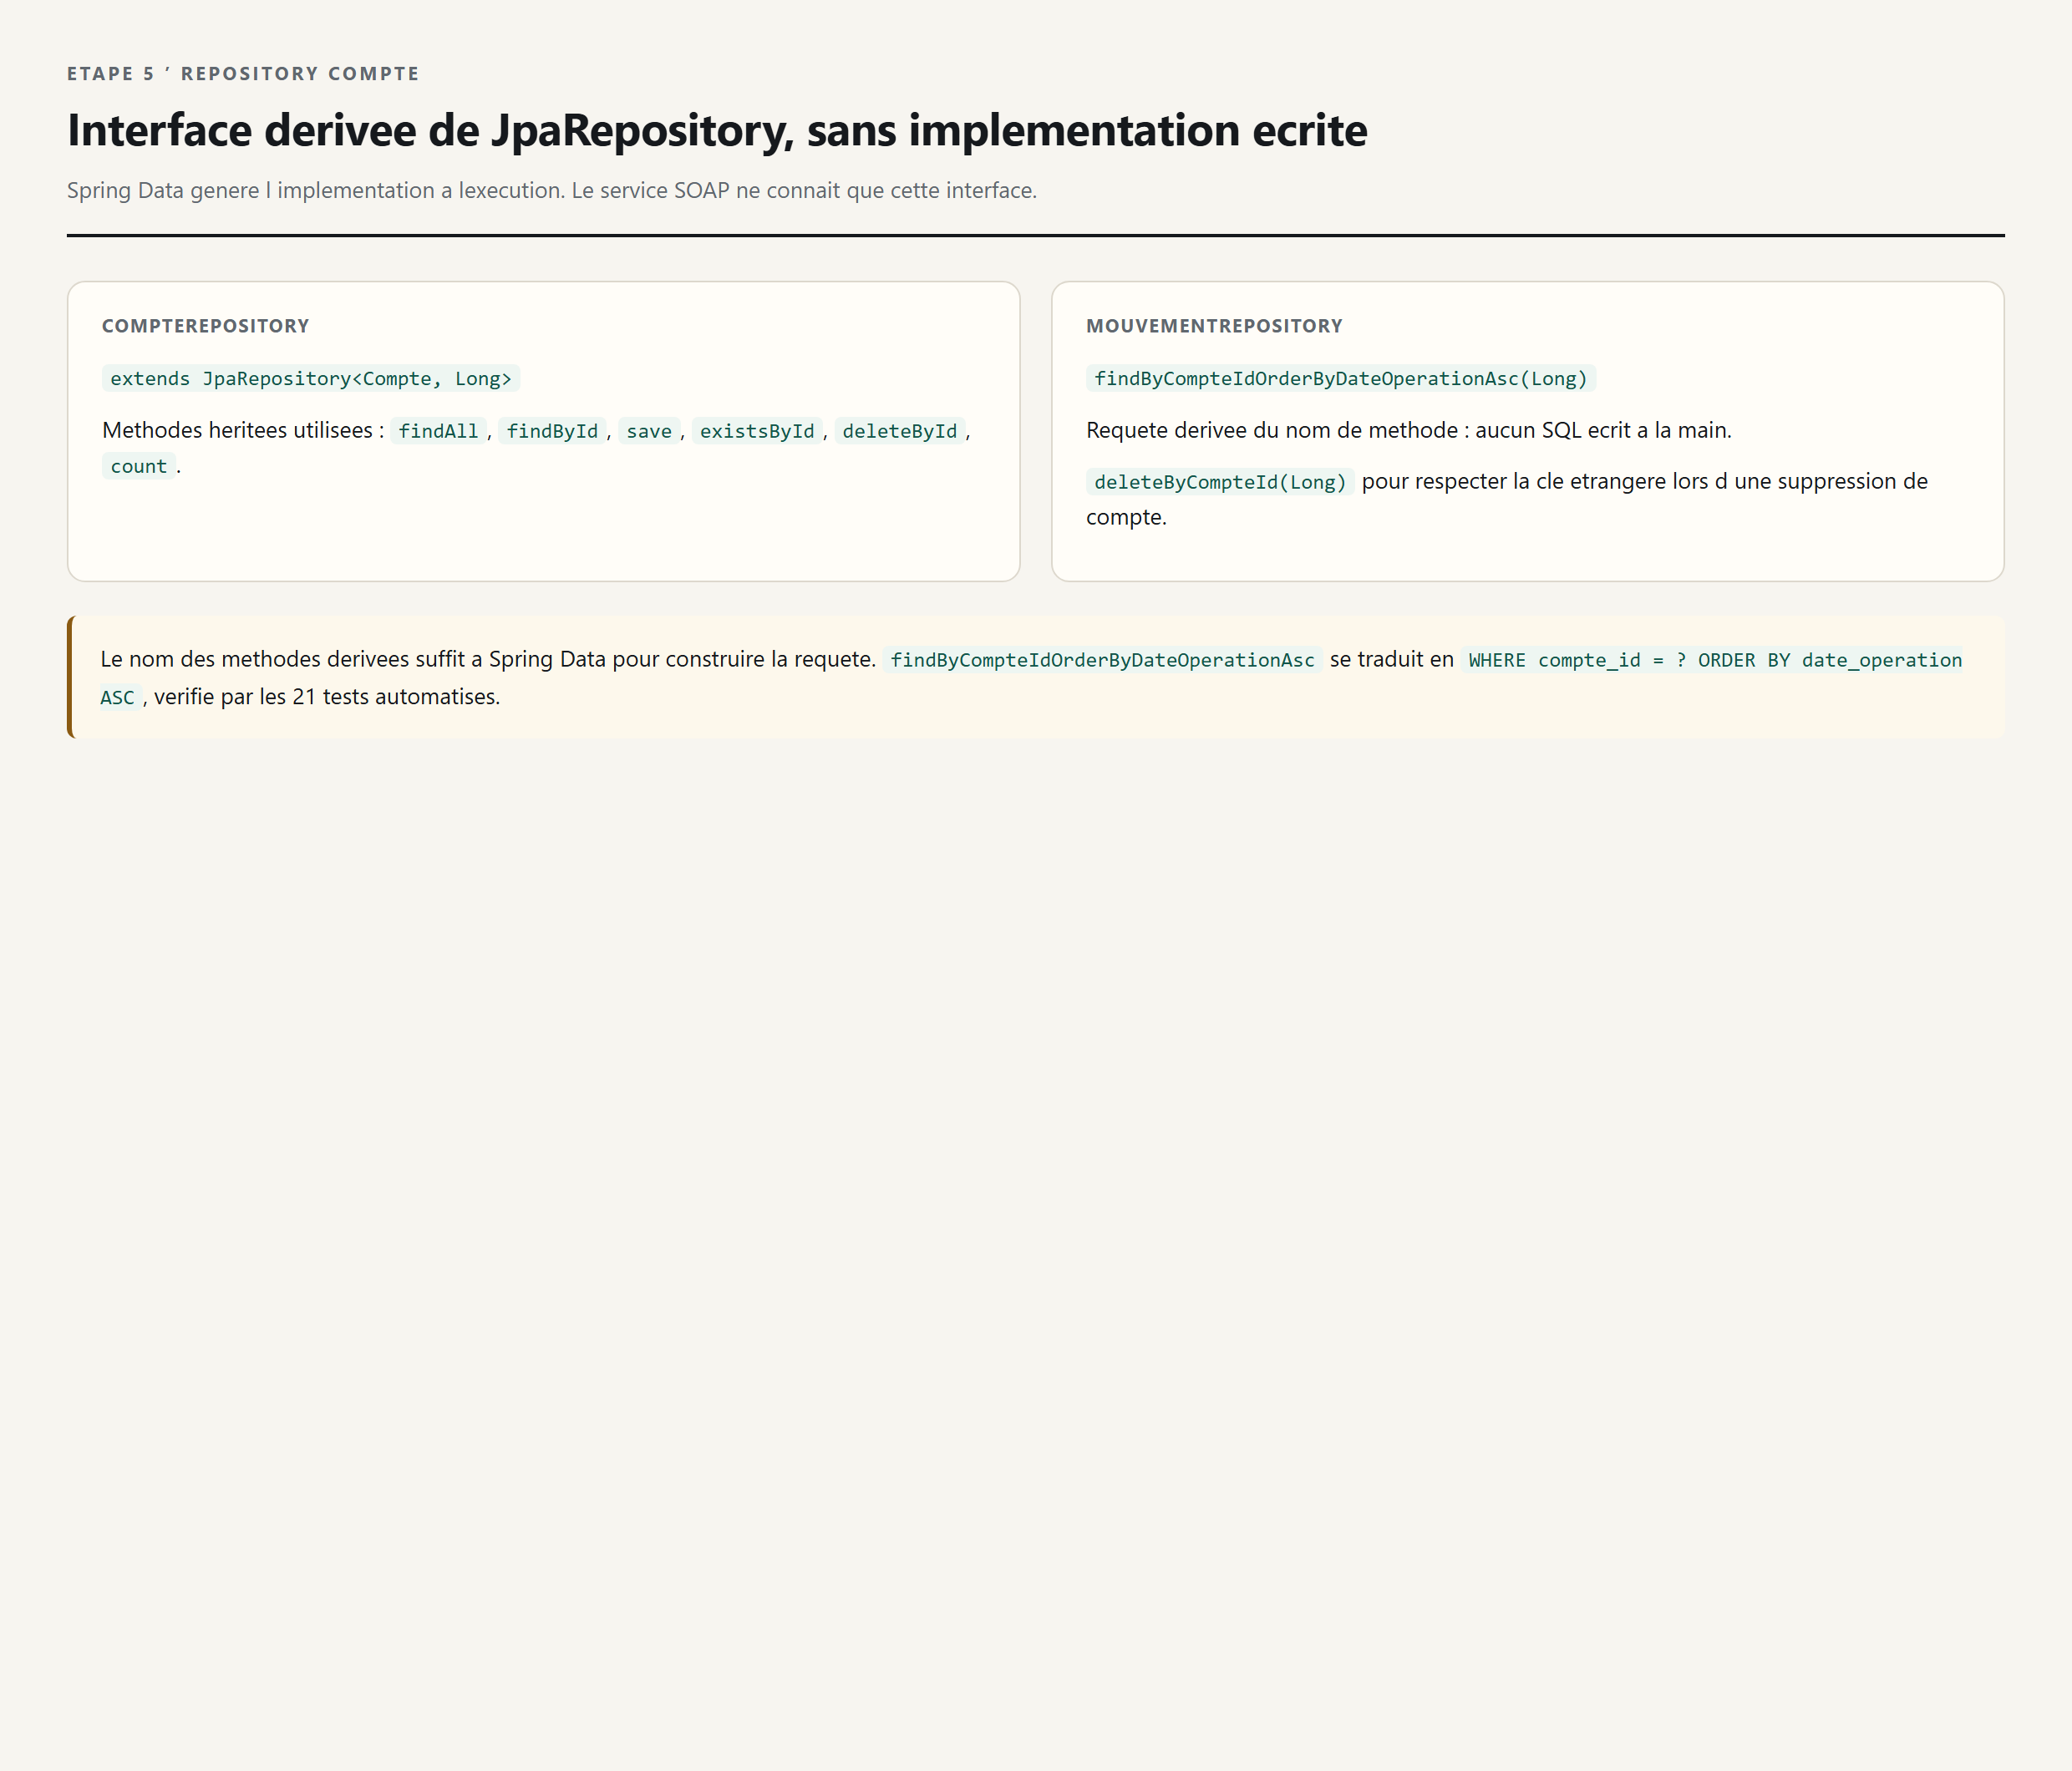 ETAPE 5 ’ REPOSITORY COMPTE
Interface derivee de JpaRepository, sans implementation ecrite
Spring Data genere l implementation a lexecution. Le service SOAP ne connait que cette interface.
COMPTEREPOSITORY
extends JpaRepository<Compte, Long>
Methodes heritees utilisees : findAll, findById, save, existsById, deleteById,
count.
MOUVEMENTREPOSITORY
findByCompteIdOrderByDateOperationAsc(Long)
Requete derivee du nom de methode : aucun SQL ecrit a la main.
deleteByCompteId(Long) pour respecter la cle etrangere lors d une suppression de
compte.
Le nom des methodes derivees suffit a Spring Data pour construire la requete. findByCompteIdOrderByDateOperationAsc se traduit en WHERE compte_id = ? ORDER BY date_operation
ASC, verifie par les 21 tests automatises.